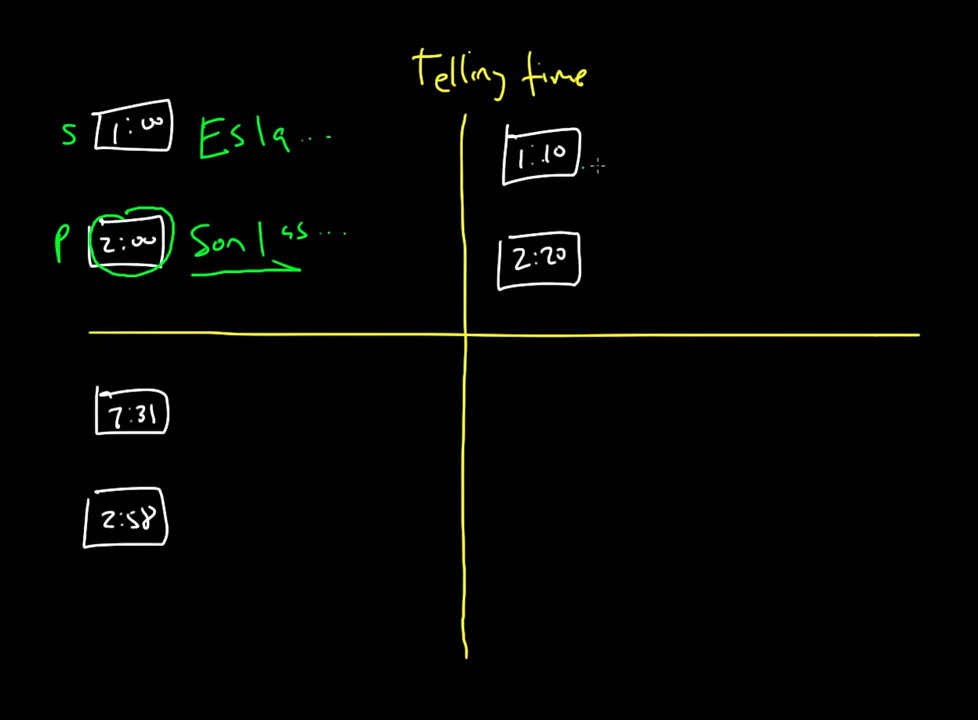 Telling time
S 1:00 Es la ...
P 2:00 Son las ...
1:10
2:20
7:31
2:58